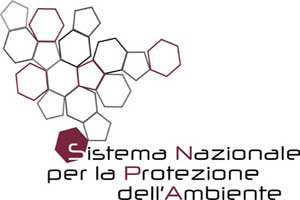 Sistema Nazionale
per la Protezione
dell'Ambiente